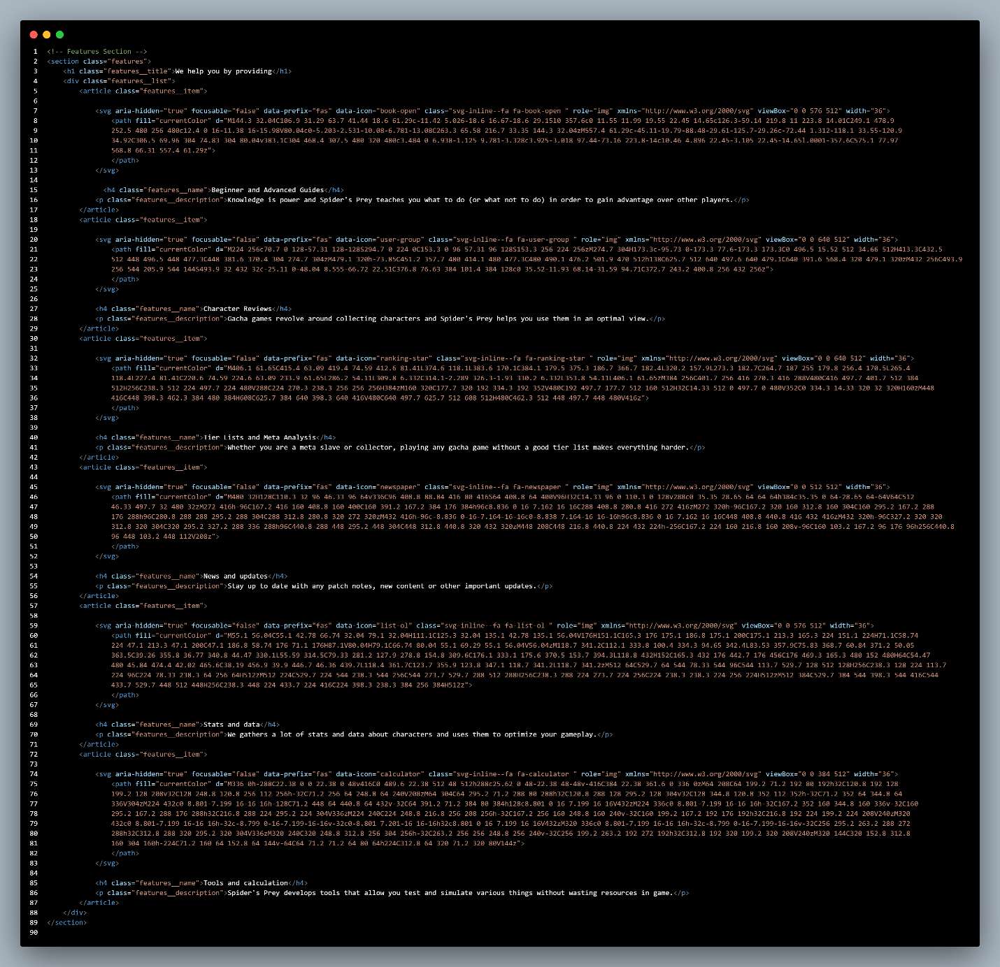 1 <!-- Features Section -->
2 <section class="features">
3 <h1 class="features__title">We help you by providing</h1>
4 <div class="features__list">
5 <article class="features__item">
6
7 <svg aria-hidden="true" focusable="false" data-prefix="fas" data-icon="book-open" class="svg-inline--fa fa-book-open " role="img" xmlns="http://www.w3.org/2000/svg" viewBox="0 0 576 512" width="36">
8 <path fill="currentColor" d="M144.3 32.04C106.9 31.29 63.7 41.44 18.6 61.29c-11.42 5.026-18.6 16.67-18.6 29.15l0 357.6c0 11.55 11.99 19.55 22.45 14.65c126.3-59.14 219.8 11 223.8 14.01C249.1 478.9
9 252.5 480 256 480c12.4 0 16-11.38 16-15.98V80.04c0-5.203-2.531-10.08-6.781-13.08C263.3 65.58 216.7 33.35 144.3 32.04zM557.4 61.29c-45.11-19.79-88.48-29.61-125.7-29.26c-72.44 1.312-118.1 33.55-120.9
10 34.92C306.5 69.96 304 74.83 304 80.04v383.1C304 468.4 307.5 480 320 480c3.484 0 6.938-1.125 9.781-3.328c3.925-3.018 97.44-73.16 223.8-14c10.46 4.896 22.45-3.105 22.45-14.65l.0001-357.6C575.1 77.97
11 568.8 66.31 557.4 61.29z">
12 </path>
13 </svg>
14
15 <h4 class="features__name">Beginner and Advanced Guides</h4>
16 <p class="features__description">Knowledge is power and Spider's Prey teaches you what to do (or what not to do) in order to gain advantage over other players.</p>
17 </article>
18 <article class="features__item">
19
20 <svg aria-hidden="true" focusable="false" data-prefix="fas" data-icon="user-group" class="svg-inline--fa fa-user-group " role="img" xmlns="http://www.w3.org/2000/svg" viewBox="0 0 640 512" width="36">
21 <path fill="currentColor" d="M224 256c70.7 0 128-57.31 128-128S294.7 0 224 0C153.3 0 96 57.31 96 128S153.3 256 224 256zM274.7 304H173.3c-95.73 0-173.3 77.6-173.3 173.3C0 496.5 15.52 512 34.66 512H413.3C432.5
22 512 448 496.5 448 477.3C448 381.6 370.4 304 274.7 304zM479.1 320h-73.85C451.2 357.7 480 414.1 480 477.3C480 490.1 476.2 501.9 470 512h138C625.7 512 640 497.6 640 479.1C640 391.6 568.4 320 479.1 320zM432 256C493.9
23 256 544 205.9 544 144S493.9 32 432 32c-25.11 0-48.04 8.555-66.72 22.51C376.8 76.63 384 101.4 384 128c0 35.52-11.93 68.14-31.59 94.71C372.7 243.2 400.8 256 432 256z">
24 </path>
25 </svg>
26
27 <h4 class="features__name">Character Reviews</h4>
28 <p class="features__description">Gacha games revolve around collecting characters and Spider's Prey helps you use them in an optimal view.</p>
29 </article>
30 <article class="features__item">
31
32 <svg aria-hidden="true" focusable="false" data-prefix="fas" data-icon="ranking-star" class="svg-inline--fa fa-ranking-star " role="img" xmlns="http://www.w3.org/2000/svg" viewBox="0 0 640 512" width="36">
33 <path fill="currentColor" d="M406.1 61.65C415.4 63.09 419.4 74.59 412.6 81.41L374.6 118.1L383.6 170.1C384.1 179.5 375.3 186.7 366.7 182.4L320.2 157.9L273.3 182.7C264.7 187 255 179.8 256.4 170.5L265.4
34 118.4L227.4 81.41C220.6 74.59 224.6 63.09 233.9 61.65L286.2 54.11L309.8 6.332C314.1-2.289 326.3-1.93 330.2 6.332L353.8 54.11L406.1 61.65zM384 256C401.7 256 416 270.3 416 288V480C416 497.7 401.7 512 384
35 512H256C238.3 512 224 497.7 224 480V288C224 270.3 238.3 256 256 256H384zM160 320C177.7 320 192 334.3 192 352V480C192 497.7 177.7 512 160 512H32C14.33 512 0 497.7 0 480V352C0 334.3 14.33 320 32 320H160zM448
36 416C448 398.3 462.3 384 480 384H608C625.7 384 640 398.3 640 416V480C640 497.7 625.7 512 608 512H480C462.3 512 448 497.7 448 480V416z">
37 </path>
38 </svg>
39
40 <h4 class="features__name">Tier Lists and Meta Analysis</h4>
41 <p class="features__description">Whether you are a meta slave or collector, playing any gacha game without a good tier list makes everything harder.</p>
42 </article>
43 <article class="features__item">
44
45 <svg aria-hidden="true" focusable="false" data-prefix="fas" data-icon="newspaper" class="svg-inline--fa fa-newspaper " role="img" xmlns="http://www.w3.org/2000/svg" viewBox="0 0 512 512" width="36">
46 <path fill="currentColor" d="M480 32H128C110.3 32 96 46.33 96 64v336C96 408.8 88.84 416 80 416S64 408.8 64 400V96H32C14.33 96 0 110.3 0 128v288c0 35.35 28.65 64 64 64h384c35.35 0 64-28.65 64-64V64C512
47 46.33 497.7 32 480 32zM272 416h-96C167.2 416 160 408.8 160 400C160 391.2 167.2 384 176 384h96c8.836 0 16 7.162 16 16C288 408.8 280.8 416 272 416zM272 320h-96C167.2 320 160 312.8 160 304C160 295.2 167.2 288
48 176 288h96C280.8 288 288 295.2 288 304C288 312.8 280.8 320 272 320zM432 416h-96c-8.836 0-16-7.164-16-16c0-8.838 7.164-16 16-16h96c8.836 0 16 7.162 16 16C448 408.8 440.8 416 432 416zM432 320h-96C327.2 320 320
49 312.8 320 304C320 295.2 327.2 288 336 288h96C440.8 288 448 295.2 448 304C448 312.8 440.8 320 432 320zM448 208C448 216.8 440.8 224 432 224h-256C167.2 224 160 216.8 160 208v-96C160 103.2 167.2 96 176 96h256C440.8
50 96 448 103.2 448 112V208z">
51 </path>
52 </svg>
53
54 <h4 class="features__name">News and updates</h4>
55 <p class="features__description">Stay up to date with any patch notes, new content or other important updates.</p>
56 </article>
57 <article class="features__item">
58
59 <svg aria-hidden="true" focusable="false" data-prefix="fas" data-icon="list-ol" class="svg-inline--fa fa-list-ol " role="img" xmlns="http://www.w3.org/2000/svg" viewBox="0 0 576 512" width="36">
60 <path fill="currentColor" d="M55.1 56.04C55.1 42.78 66.74 32.04 79.1 32.04H111.1C125.3 32.04 135.1 42.78 135.1 56.04V176H151.1C165.3 176 175.1 186.8 175.1 200C175.1 213.3 165.3 224 151.1 224H71.1C58.74
61 224 47.1 213.3 47.1 200C47.1 186.8 58.74 176 71.1 176H87.1V80.04H79.1C66.74 80.04 55.1 69.29 55.1 56.04V56.04zM118.7 341.2C112.1 333.8 100.4 334.3 94.65 342.4L83.53 357.9C75.83 368.7 60.84 371.2 50.05
62 363.5C39.26 355.8 36.77 340.8 44.47 330.1L55.59 314.5C79.33 281.2 127.9 278.8 154.8 309.6C176.1 333.1 175.6 370.5 153.7 394.3L118.8 432H152C165.3 432 176 442.7 176 456C176 469.3 165.3 480 152 480H64C54.47
63 480 45.84 474.4 42.02 465.6C38.19 456.9 39.9 446.7 46.36 439.7L118.4 361.7C123.7 355.9 123.8 347.1 118.7 341.2L118.7 341.2zM512 64C529.7 64 544 78.33 544 96C544 113.7 529.7 128 512 128H256C238.3 128 224 113.7
64 224 96C224 78.33 238.3 64 256 64H512zM512 224C529.7 224 544 238.3 544 256C544 273.7 529.7 288 512 288H256C238.3 288 224 273.7 224 256C224 238.3 238.3 224 256 224H512zM512 384C529.7 384 544 398.3 544 416C544
65 433.7 529.7 448 512 448H256C238.3 448 224 433.7 224 416C224 398.3 238.3 384 256 384H512z">
66 </path>
67 </svg>
68
69 <h4 class="features__name">Stats and data</h4>
70 <p class="features__description">We gathers a lot of stats and data about characters and uses them to optimize your gameplay.</p>
71 </article>
72 <article class="features__item">
73
74 <svg aria-hidden="true" focusable="false" data-prefix="fas" data-icon="calculator" class="svg-inline--fa fa-calculator " role="img" xmlns="http://www.w3.org/2000/svg" viewBox="0 0 384 512" width="36">
75 <path fill="currentColor" d="M336 0h-288C22.38 0 0 22.38 0 48v416C0 489.6 22.38 512 48 512h288c25.62 0 48-22.38 48-48v-416C384 22.38 361.6 0 336 0zM64 208C64 199.2 71.2 192 80 192h32C120.8 192 128
76 199.2 128 208v32C128 248.8 120.8 256 112 256h-32C71.2 256 64 248.8 64 240V208zM64 304C64 295.2 71.2 288 80 288h32C120.8 288 128 295.2 128 304v32C128 344.8 120.8 352 112 352h-32C71.2 352 64 344.8 64
77 336V304zM224 432c0 8.801-7.199 16-16 16h-128C71.2 448 64 440.8 64 432v-32C64 391.2 71.2 384 80 384h128c8.801 0 16 7.199 16 16V432zM224 336c0 8.801-7.199 16-16 16h-32C167.2 352 160 344.8 160 336v-32C160
78 295.2 167.2 288 176 288h32C216.8 288 224 295.2 224 304V336zM224 240C224 248.8 216.8 256 208 256h-32C167.2 256 160 248.8 160 240v-32C160 199.2 167.2 192 176 192h32C216.8 192 224 199.2 224 208V240zM320
79 432c0 8.801-7.199 16-16 16h-32c-8.799 0-16-7.199-16-16v-32c0-8.801 7.201-16 16-16h32c8.801 0 16 7.199 16 16V432zM320 336c0 8.801-7.199 16-16 16h-32c-8.799 0-16-7.199-16-16v-32C256 295.2 263.2 288 272
80 288h32C312.8 288 320 295.2 320 304V336zM320 240C320 248.8 312.8 256 304 256h-32C263.2 256 256 248.8 256 240v-32C256 199.2 263.2 192 272 192h32C312.8 192 320 199.2 320 208V240zM320 144C320 152.8 312.8
81 160 304 160h-224C71.2 160 64 152.8 64 144v-64C64 71.2 71.2 64 80 64h224C312.8 64 320 71.2 320 80V144z">
82 </path>
83 </svg>
84
85 <h4 class="features__name">Tools and calculation</h4>
86 <p class="features__description">Spider's Prey develops tools that allow you test and simulate various things without wasting resources in game.</p>
87 </article>
88 </div>
89 </section>
90